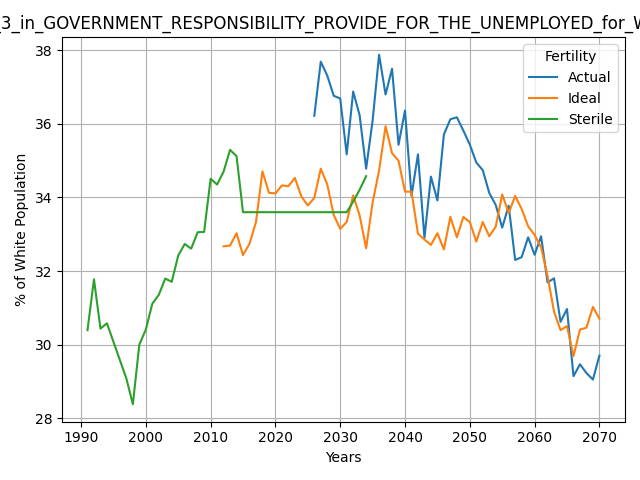 _3_in_GOVERNMENT_RESPONSIBILITY_PROVIDE_FOR_THE_UNEMPLOYED_for_W
Fertility
Actual
Ideal
Sterile
% of White Population
38
36
34
32
30
28
1990 2000 2010 2020 2030 2040 2050 2060 2070
Years